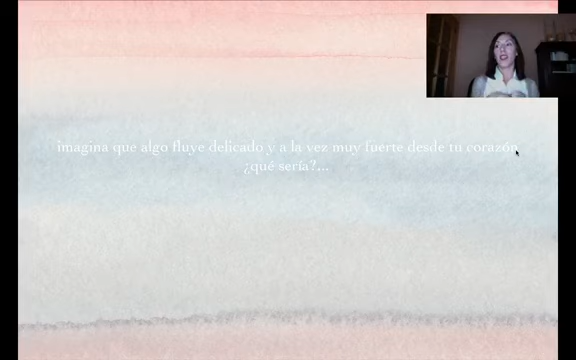 imagina que algo fluye delicado y a la vez muy fuerte desde tu corazón,
¿qué sería?...